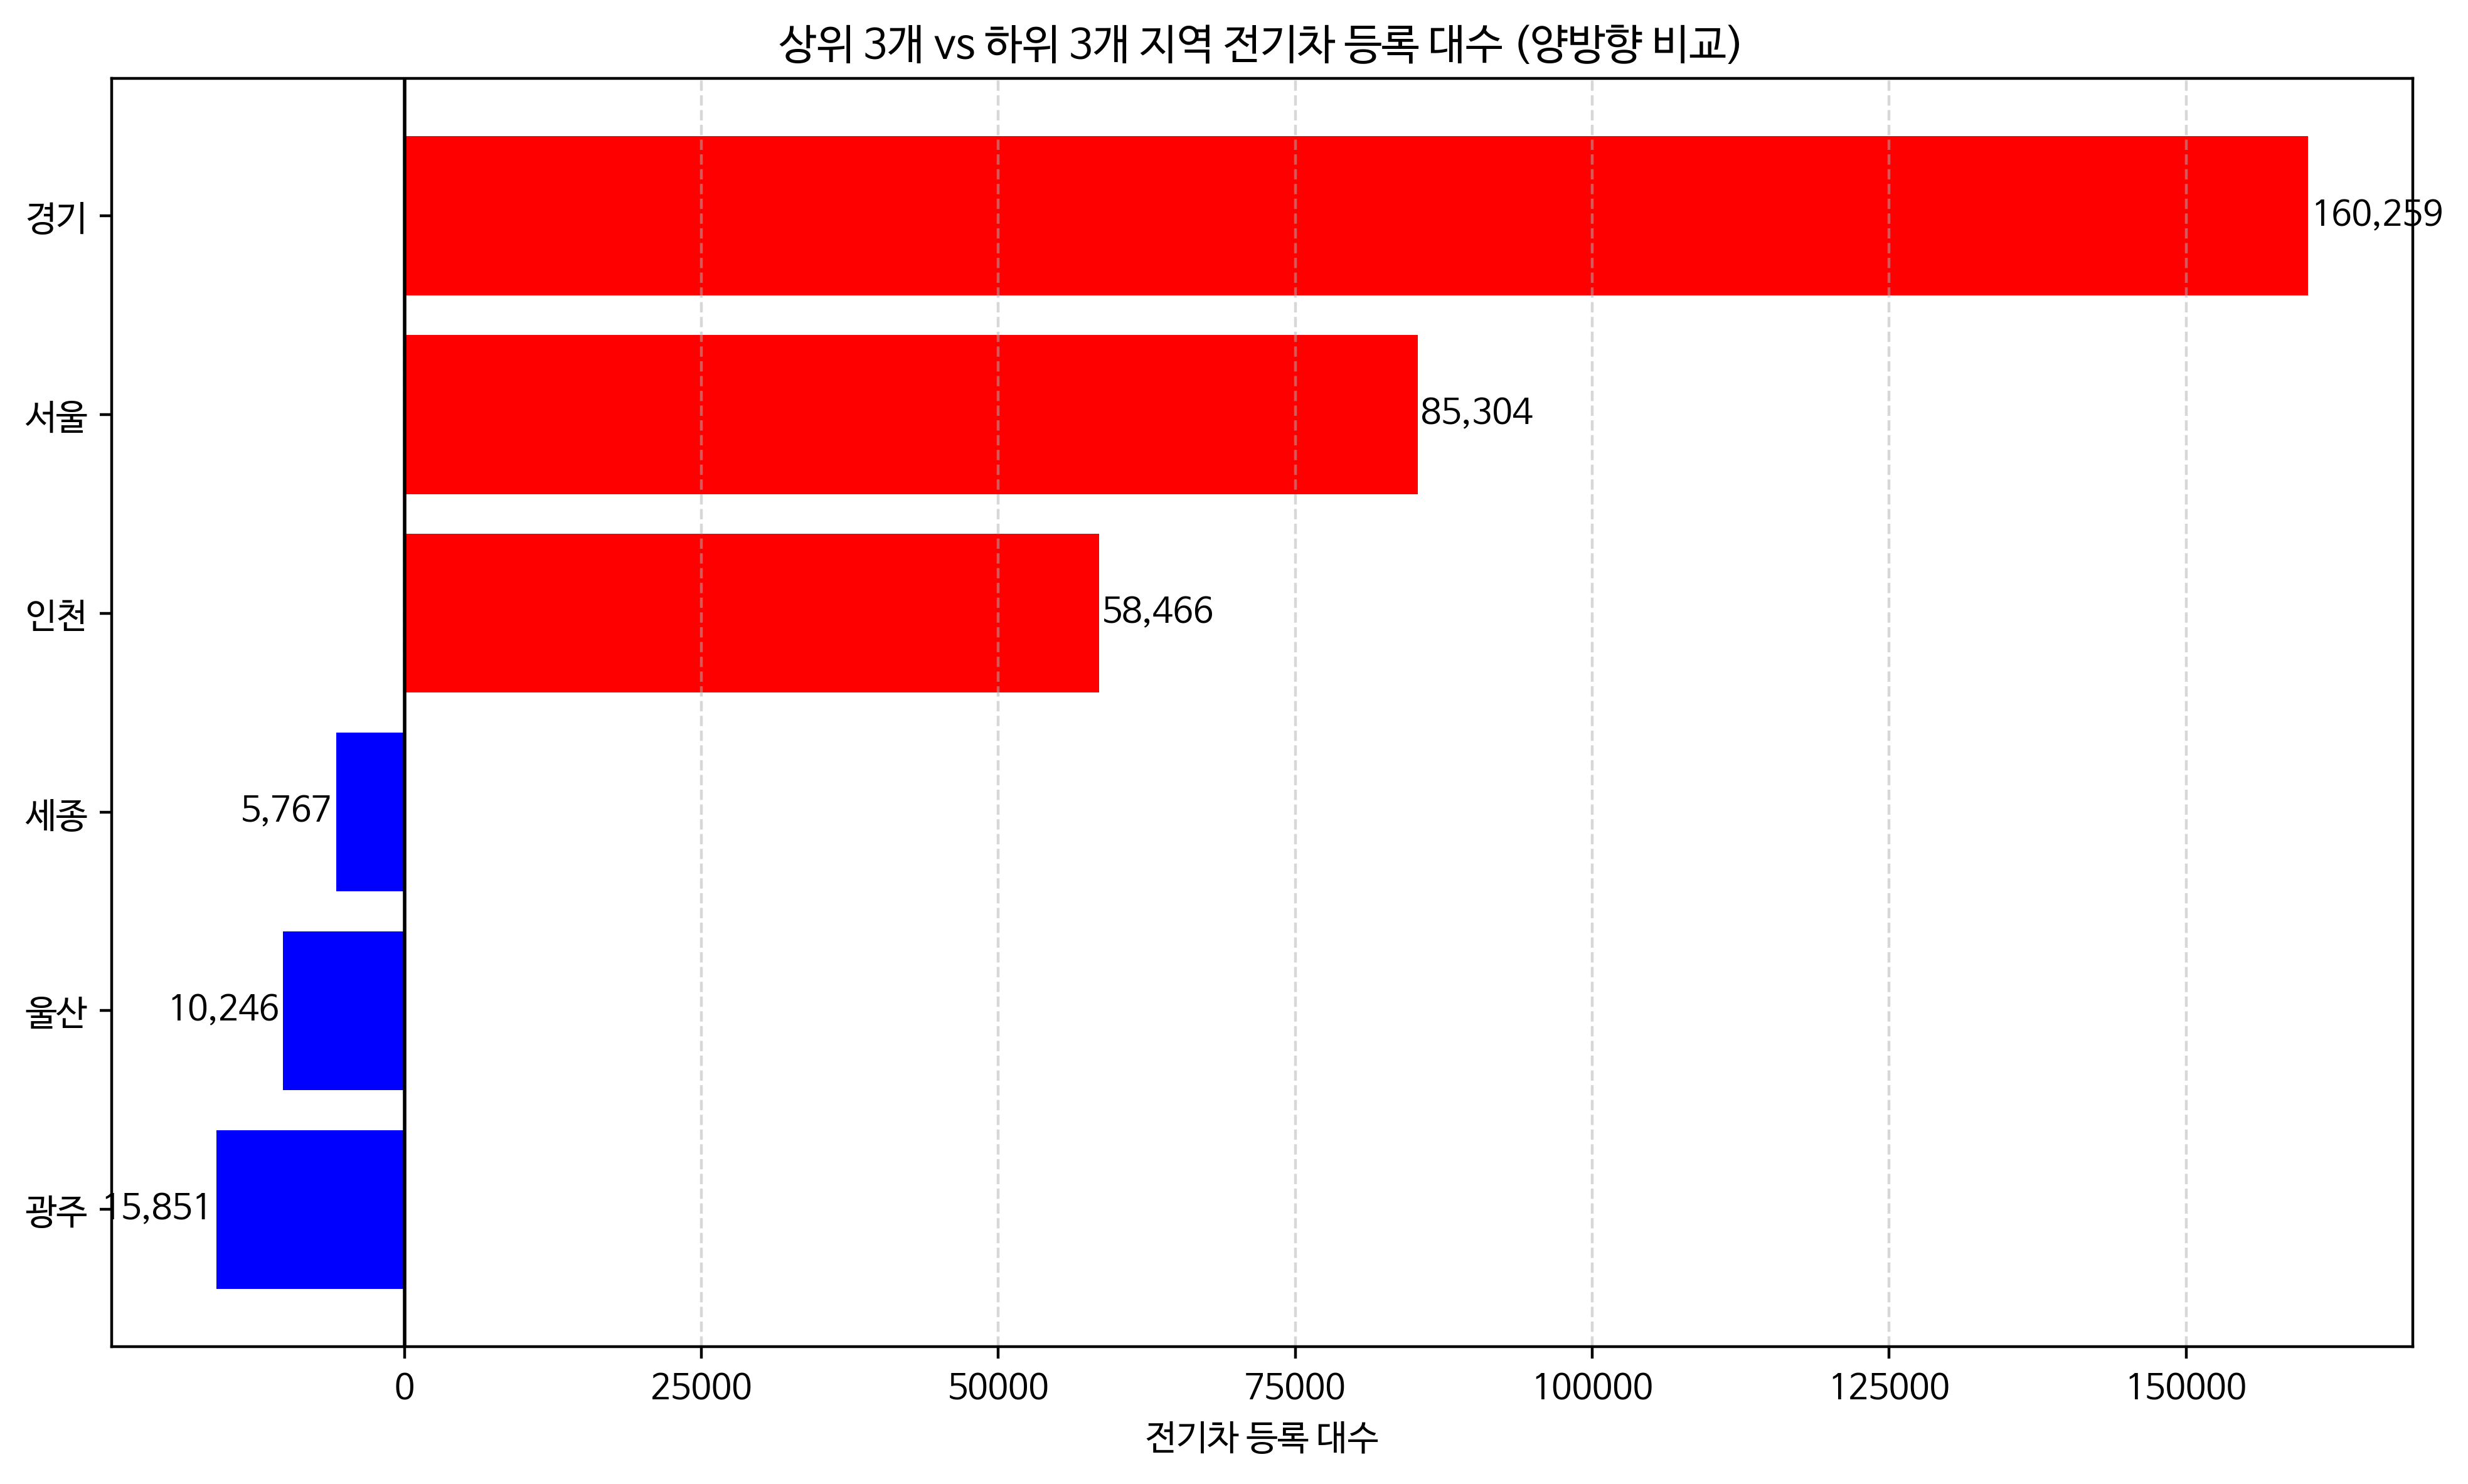 상위 3개 vs 하위 3개 지역 전기차 등록 대수 (양방향 비교)
경기
160,259
서울
85,304
인천
58,466
세종
5,767
울산
10,246
광주
15,851
0 25000 50000 75000 100000 125000 150000
전기차 등록 대수